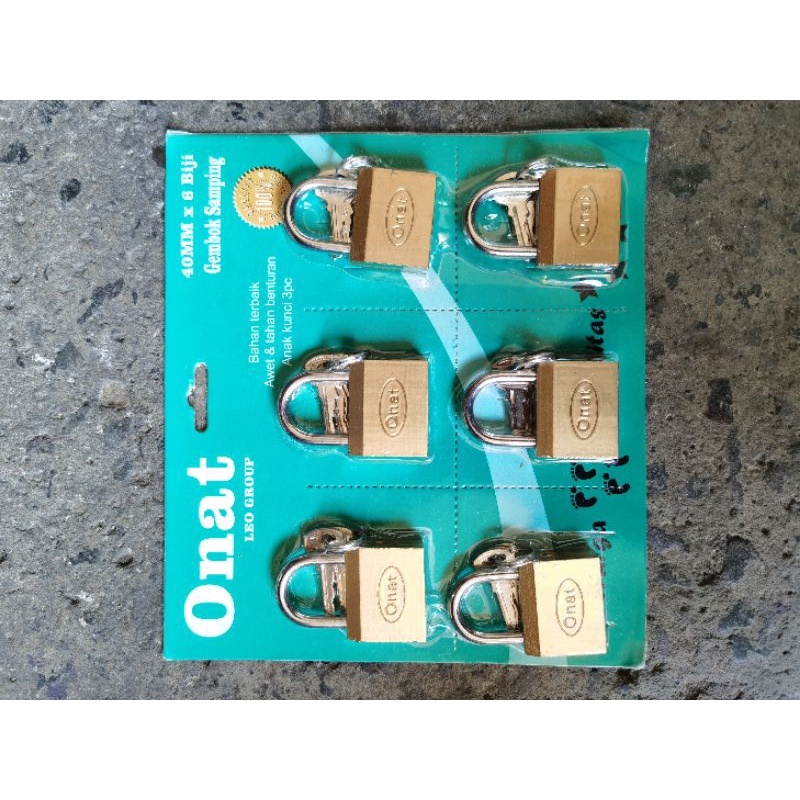 Onat
LEO GROUP
40MM x 6 Biji
Gembok Samping
100%
Bahan terbaik
Awet & tahan benturan
Anak kunci 3pc
Onat
Onat
Onat
Onat
Onat
Onat